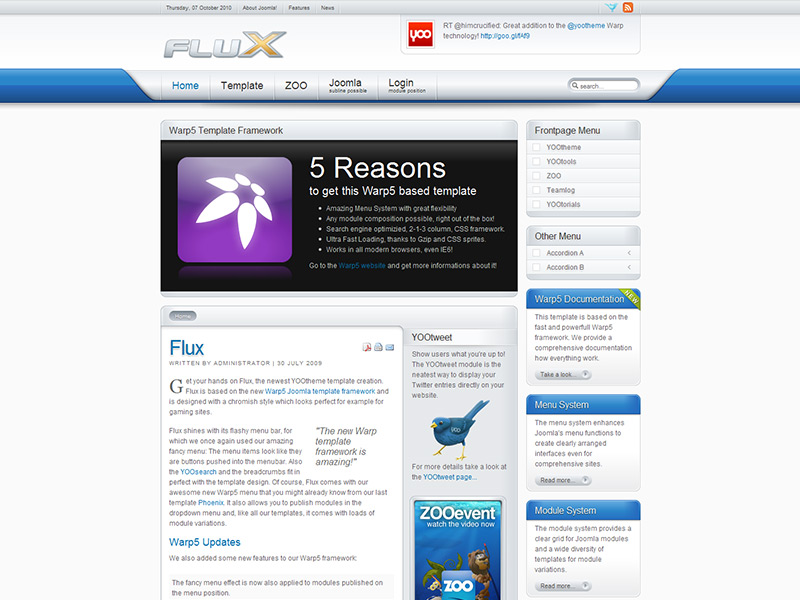 Thursday, 07 October 2010 About Joomla! Features News
FLUX
yoo
RT @himcrucified: Great addition to the @yootheme Warp
technology! http://goo.gl/fAf9
Home Template ZOO Joomla Login
subline possible module position
search...
Warp5 Template Framework
5 Reasons
to get this Warp5 based template
Amazing Menu System with great flexibility
Any module composition possible, right out of the box!
Search engine optimizied, 2-1-3 column, CSS framework.
Ultra Fast Loading, thanks to Gzip and CSS sprites.
Works in all modern browsers, even IE6!
Go to the Warp5 website and get more informations about it!
Home
Flux
WRITTEN BY ADMINISTRATOR | 30 JULY 2009
Get your hands on Flux, the newest YOOtheme template creation.
Flux is based on the new Warp5 Joomla template framework and
is designed with a chromish style which looks perfect for example for
gaming sites.
Flux shines with its flashy menu bar, for
which we once again used our amazing
fancy menu: The menu items look like they
are buttons pushed into the menubar. Also
the YOOsearch and the breadcrumbs fit in
"The new Warp
template
framework is
amazing!"
perfect with the template design. Of course, Flux comes with our
awesome new Warp5 menu that you might already know from our last
template Phoenix. It also allows you to publish modules in the
dropdown menu and, like all our templates, it comes with loads of
module variations.
Warp5 Updates
We also added some new features to our Warp5 framework:
The fancy menu effect is now also applied to modules published on
the menu position.
YOOtweet
Show users what you're up to!
The YOOtweet module is the
neatest way to display your
Twitter entries directly on your
website.
YOO
For more details take a look at
the YOOtweet page...
ZOOevent
watch the video now
ZOO
Frontpage Menu
YOOtheme
YOOtools
ZOO
Teamlog
YOOtorials
Other Menu
Accordion A
Accordion B
Warp5 Documentation
NEW
This template is based on the
fast and powerfull Warp5
framework. We provide a
comprehensive documentation
how everything work.
Take a look...
Menu System
The menu system enhances
Joomla's menu functions to
create clearly arranged
interfaces even for
comprehensive sites.
Read more...
Module System
The module system provides a
clear grid for Joomla modules
and a wide diversity of
templates for module
variations.
Read more...